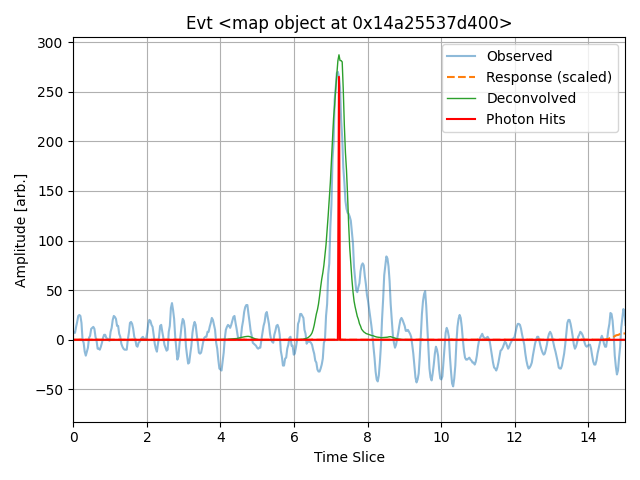 Evt <map object at 0x14a25537d400>
Observed
Response (scaled)
Deconvolved
Photon Hits
Amplitude [arb.]
300
250
200
150
100
50
0
−50
0 2 4 6 8 10 12 14
Time Slice